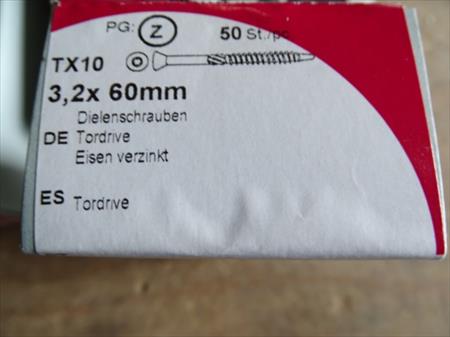 PG: Z 50 St./pc
TX10
3,2x 60mm
Dielenschrauben
DE Tordrive
Eisen verzinkt
ES Tordrive